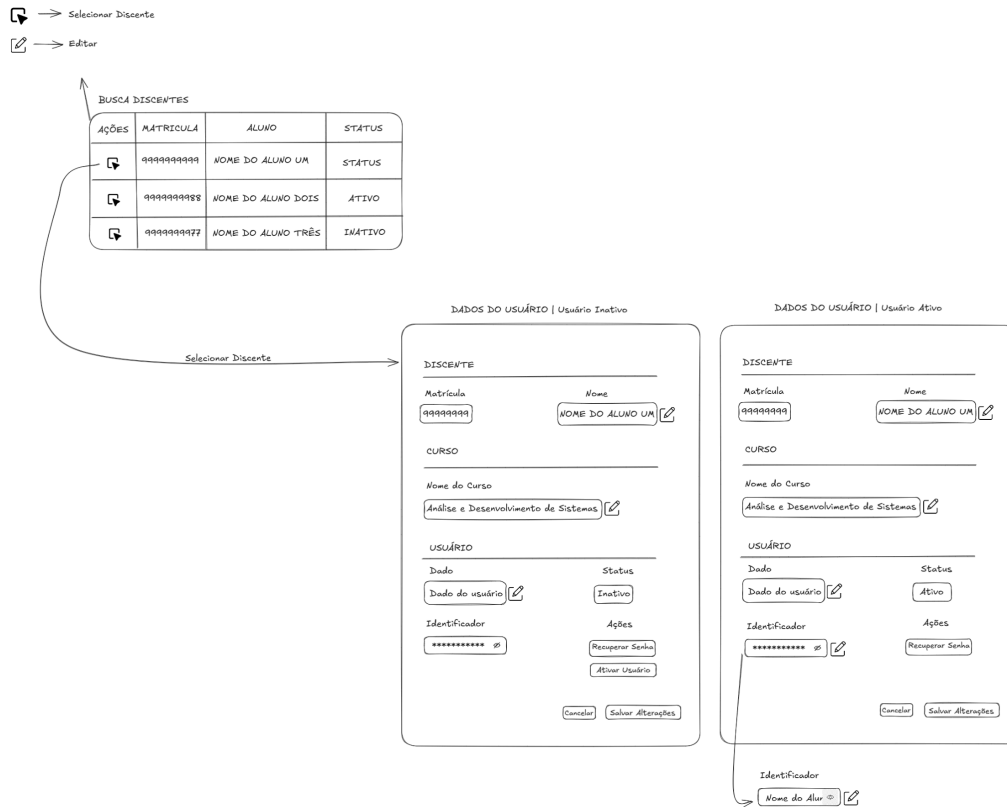 Selecionar Discente
Editar
BUSCA DISCENTES
AÇÕES MATRICULA ALUNO STATUS
9999999999 NOME DO ALUNO UM STATUS
9999999988 NOME DO ALUNO DOIS ATIVO
9999999977 NOME DO ALUNO TRÊS INATIVO
Selecionar Discente
DADOS DO USUÁRIO | Usuário Inativo
DISCENTE
Matrícula Nome
99999999 NOME DO ALUNO UM
CURSO
Nome do Curso
Análise e Desenvolvimento de Sistemas
USUÁRIO
Dado Status
Dado do usuário Inativo
Identificador Ações
*********** Recuperar Senha
Ativar Usuário
Cancelar Salvar Alterações
DADOS DO USUÁRIO | Usuário Ativo
DISCENTE
Matrícula Nome
99999999 NOME DO ALUNO UM
CURSO
Nome do Curso
Análise e Desenvolvimento de Sistemas
USUÁRIO
Dado Status
Dado do usuário Ativo
Identificador Ações
*********** Recuperar Senha
Cancelar Salvar Alterações
Identificador
Nome do Alur